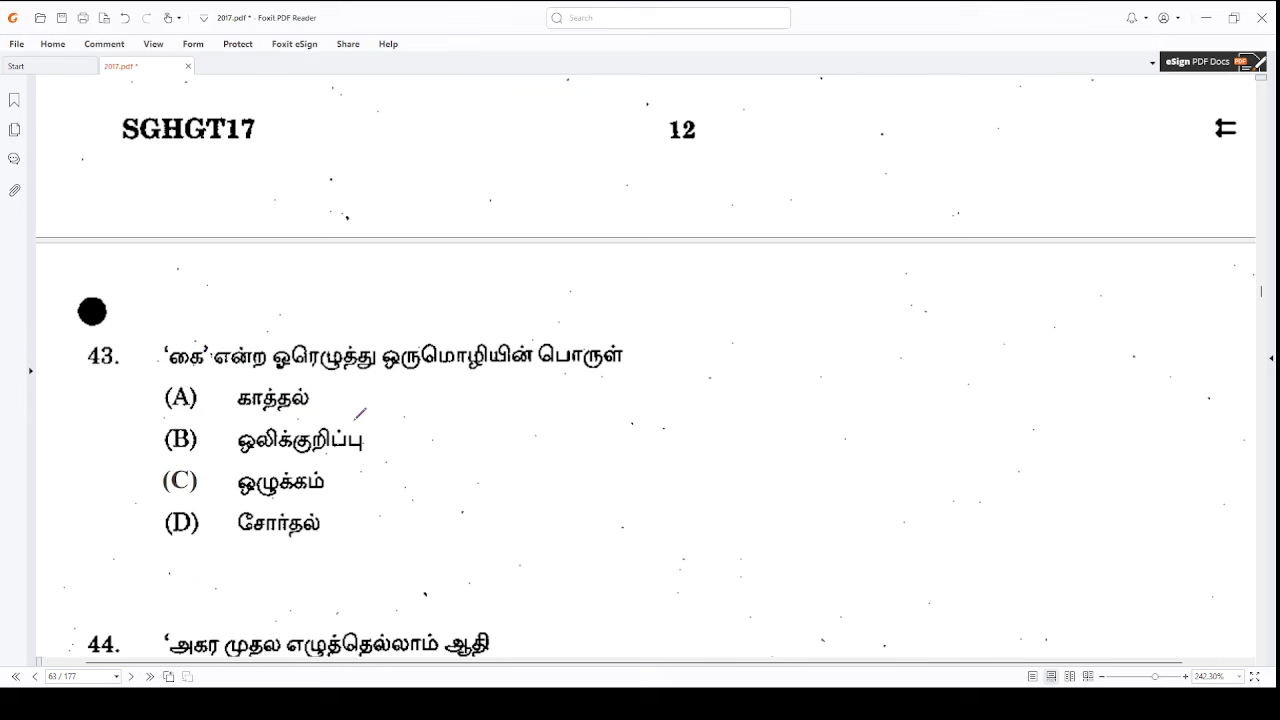 2017.pdf * - Foxit PDF Reader
Search
File Home Comment View Form Protect Foxit eSign Share Help
Start 2017.pdf *
eSign PDF Docs
SGHGT17 12
43. 'கை' என்ற ஓரெழுத்து ஒருமொழியின் பொருள்
(A) காத்தல்
(B) ஒலிக்குறிப்பு
(C) ஒழுக்கம்
(D) சோர்தல்
44. 'அகர முதல எழுத்தெல்லாம் ஆதி
63 / 177 242.30%